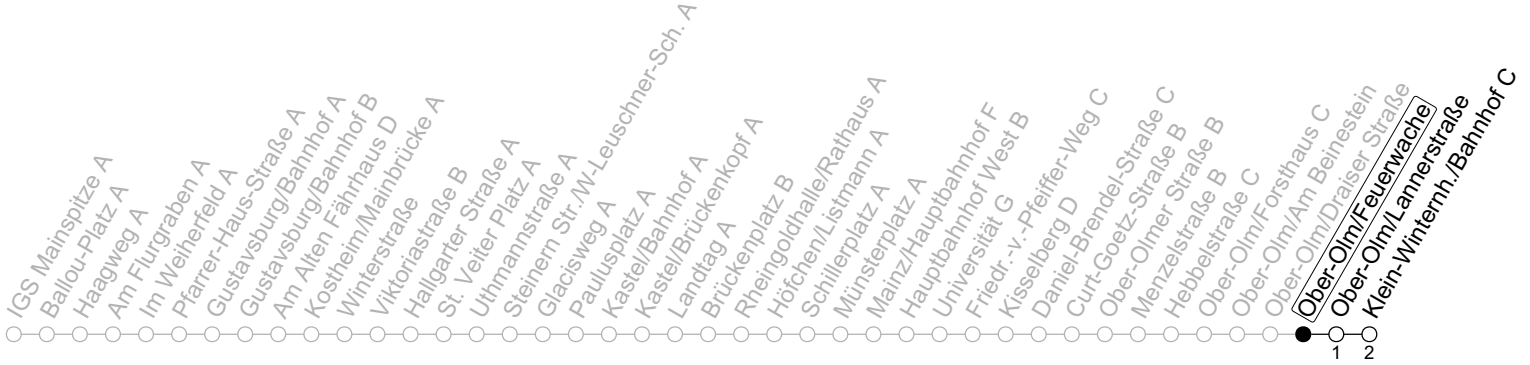 IGS Mainspitze A
Ballou-Platz A
Haagweg A
Am Flurgraben A
Im Weiherfeld A
Pfarrer-Haus-Straße A
Gustavsburg/Bahnhof A
Gustavsburg/Bahnhof B
Am Alten Fährhaus D
Kostheim/Mainbrücke A
Winterstraße
Viktoriastraße B
Hallgarter Straße A
St. Veiter Platz A
Uthmannstraße A
Steinern Str./W-Leuschner-Sch. A
Glacisweg A
Paulusplatz A
Kastel/Bahnhof A
Kastel/Brückenkopf A
Landtag A
Brückenplatz B
Rheingoldhalle/Rathaus A
Höfchen/Listmann A
Schillerplatz A
Münsterplatz A
Mainz/Hauptbahnhof F
Hauptbahnhof West B
Universität G
Friedr.-v.-Pfeiffer-Weg C
Kisselberg D
Daniel-Brendel-Straße C
Curt-Goetz-Straße B
Ober-Olmer Straße B
Menzelstraße B
Hebbelstraße C
Ober-Olm/Forsthaus C
Ober-Olm/Am Beinestein
Ober-Olm/Draiser Straße
Ober-Olm/Feuerwache
Ober-Olm/Lannerstraße
Klein-Winternh./Bahnhof C
1
2